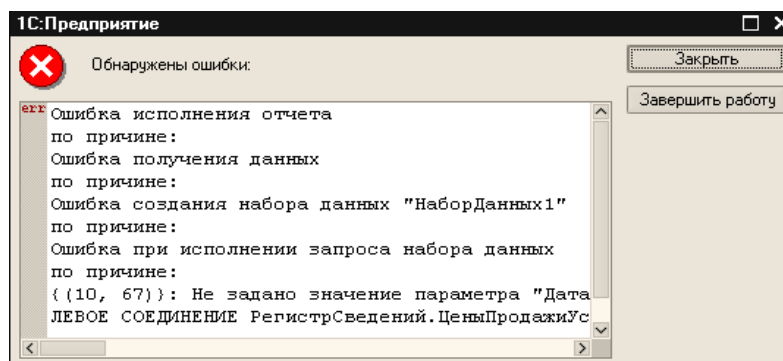 1С:Предприятие
Обнаружены ошибки:
Закрыть
Завершить работу
err
Ошибка исполнения отчета
по причине:
Ошибка получения данных
по причине:
Ошибка создания набора данных "НаборДанных1"
по причине:
Ошибка при исполнении запроса набора данных
по причине:
{(10, 67)}: Не задано значение параметра "Дата
ЛЕВОЕ СОЕДИНЕНИЕ РегистрСведений.ЦеныПродажиУс